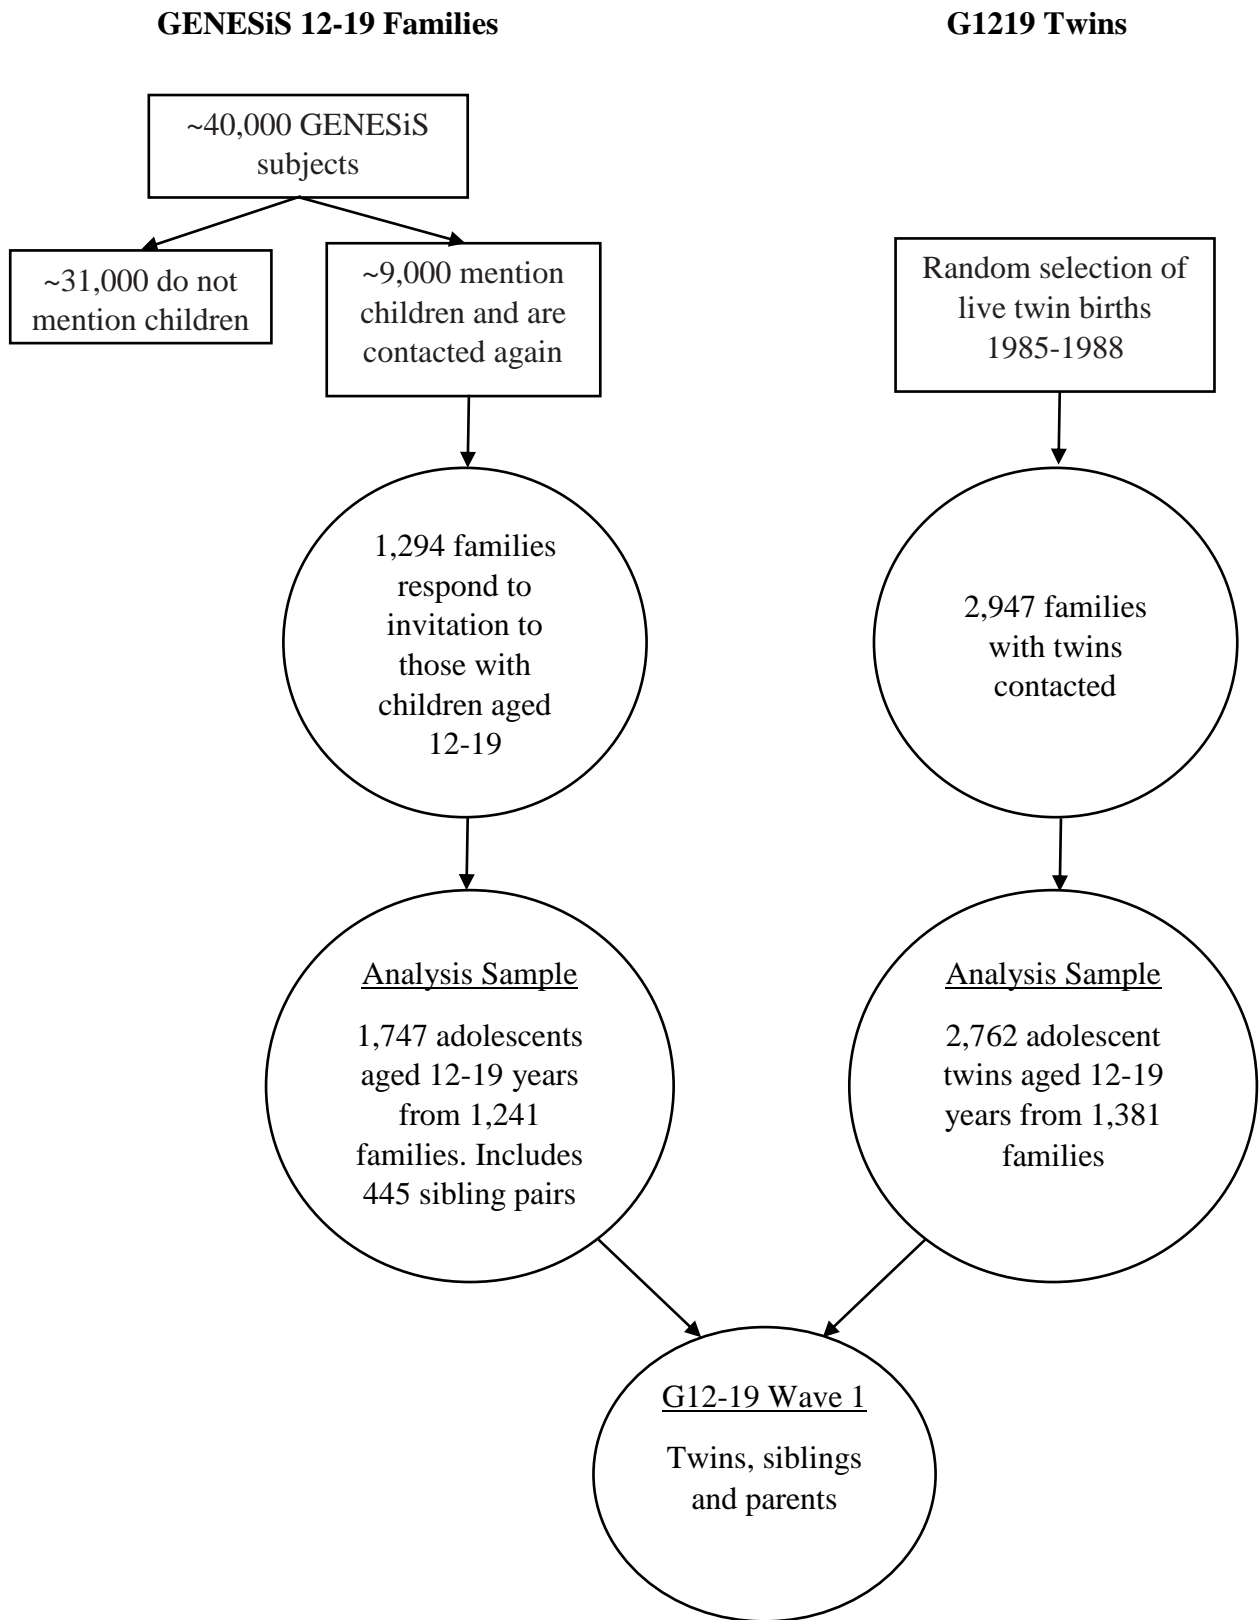 GENESiS 12-19 Families
G1219 Twins
~40,000 GENESiS
subjects
~31,000 do not
mention children
~9,000 mention
children and are
contacted again
Random selection of
live twin births
1985-1988
1,294 families
respond to
invitation to
those with
children aged
12-19
2,947 families
with twins
contacted
Analysis Sample
1,747 adolescents
aged 12-19 years
from 1,241
families. Includes
445 sibling pairs
Analysis Sample
2,762 adolescent
twins aged 12-19
years from 1,381
families
G12-19 Wave 1
Twins, siblings
and parents